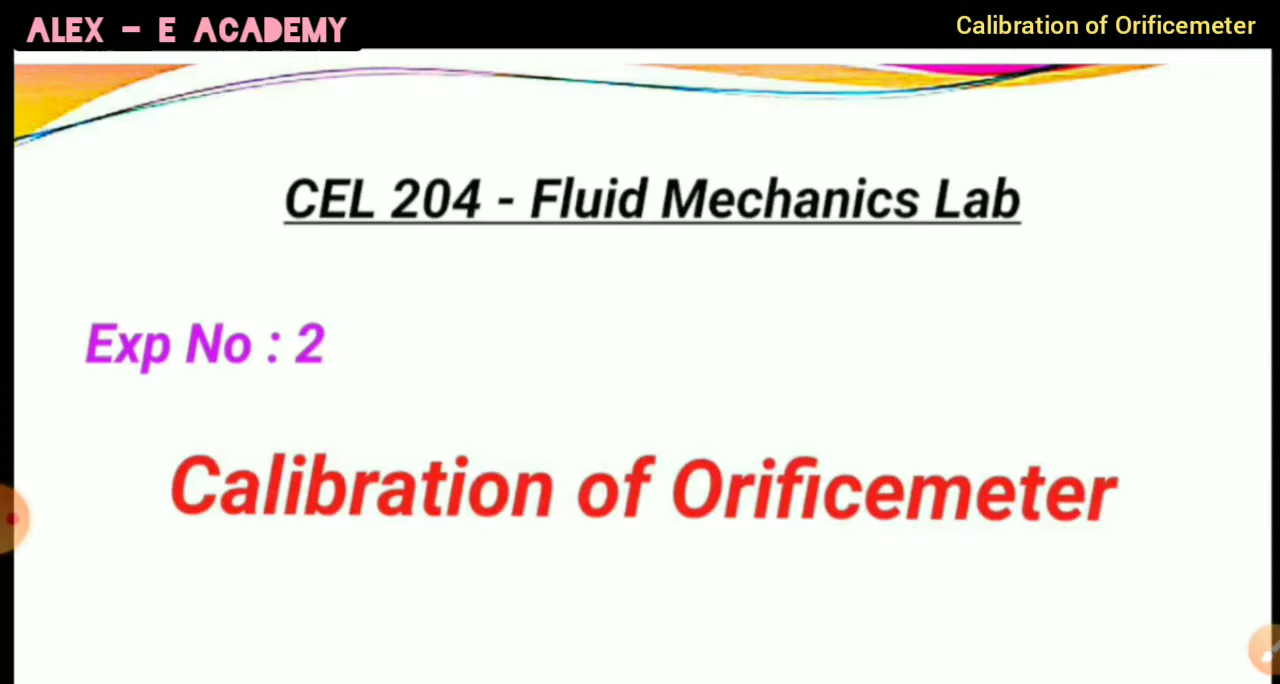 ALEX - E ACADEMY
Calibration of Orificemeter
CEL 204 - Fluid Mechanics Lab
Exp No : 2
Calibration of Orificemeter